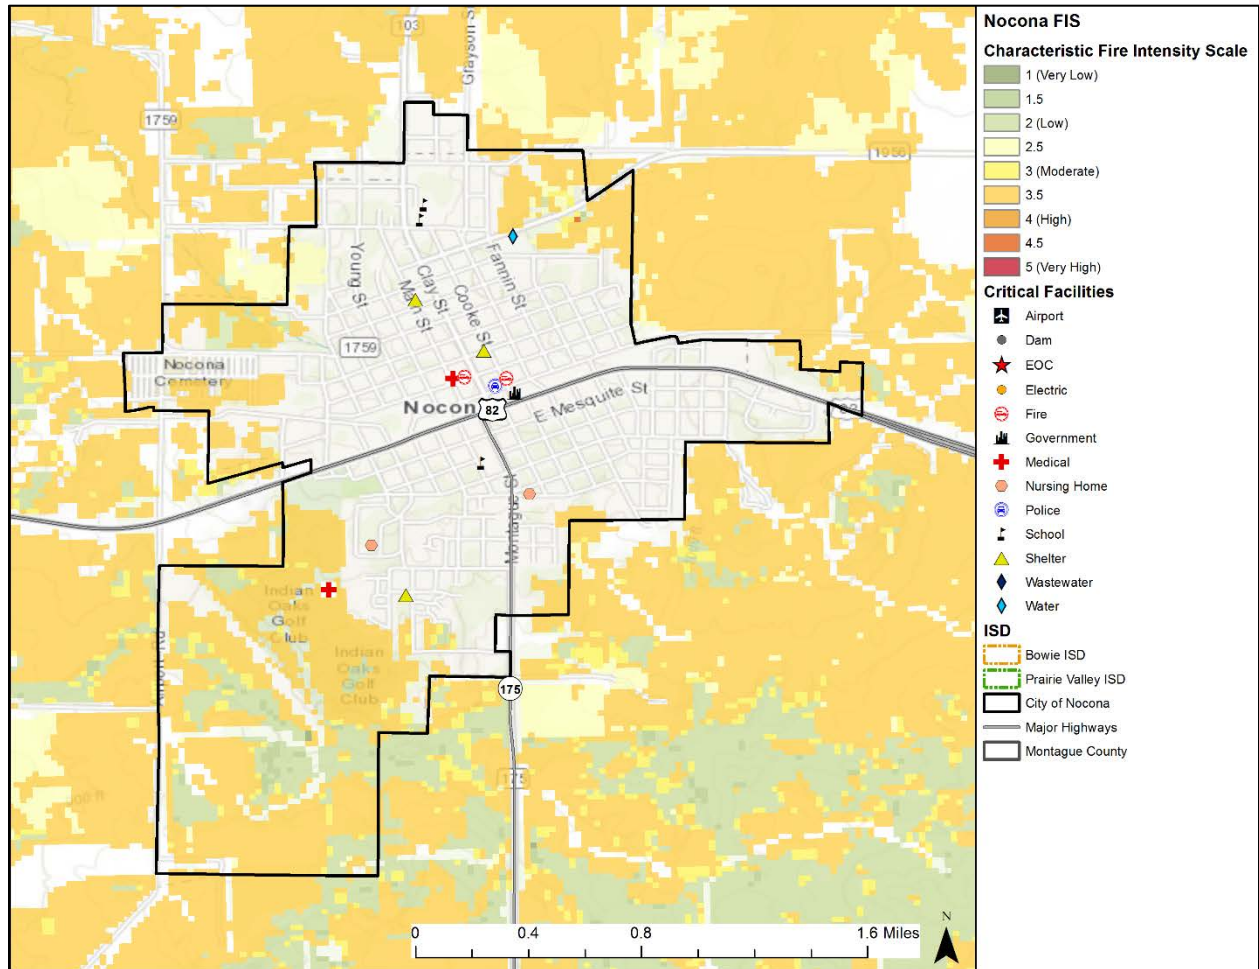 103
Grayson St
1759
1956
Young St
Clay St
Main St
Cooke St
Fannin St
1759
Nocona
Cemetery
Nocon
82
E Mesquite St
Montague St
Indian
Oaks
Golf
Club
Indian
Oaks
Golf
Club
Airport Rd
175
175
0 0.4 0.8 1.6 Miles
N
Nocona FIS
Characteristic Fire Intensity Scale
1 (Very Low)
1.5
2 (Low)
2.5
3 (Moderate)
3.5
4 (High)
4.5
5 (Very High)
Critical Facilities
Airport
Dam
EOC
Electric
Fire
Government
Medical
Nursing Home
Police
School
Shelter
Wastewater
Water
ISD
Bowie ISD
Prairie Valley ISD
City of Nocona
Major Highways
Montague County